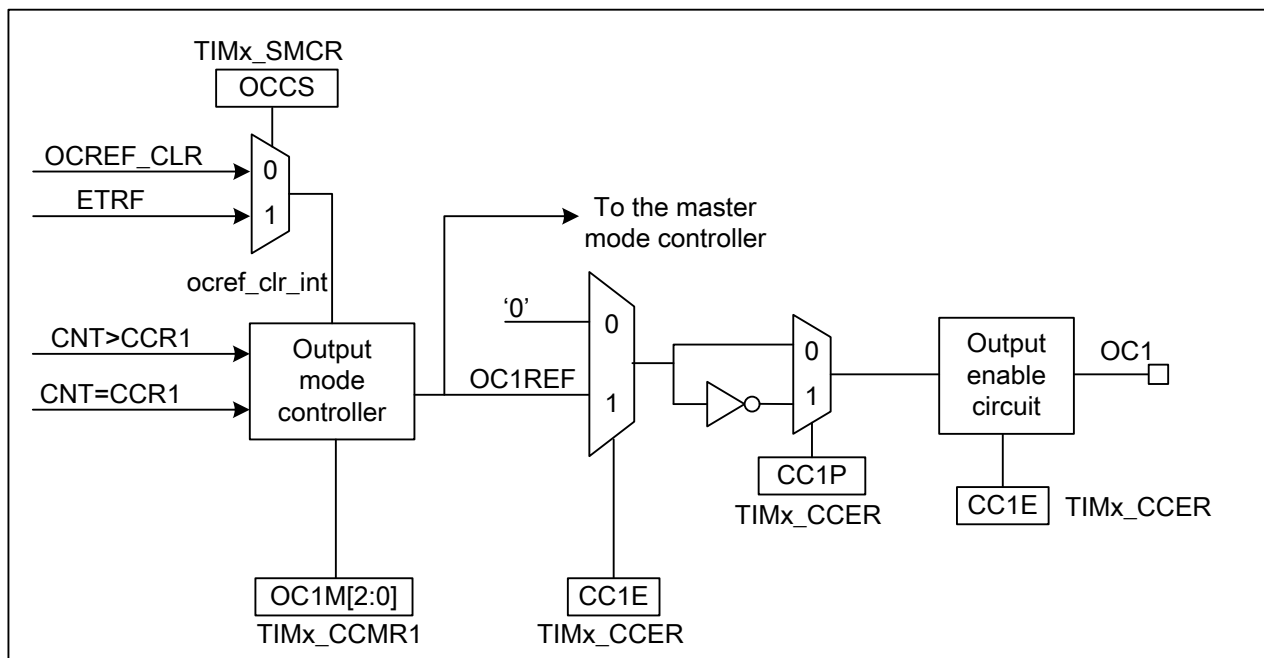 TIMx_SMCR
OCCS
OCREF_CLR
0
ETRF
1
To the master
mode controller
ocref_clr_int
‘0’
0
CNT>CCR1
Output
mode
controller
OC1REF
1
CNT=CCR1
0
1
Output
enable
circuit
OC1
CC1P
TIMx_CCER
CC1E
TIMx_CCER
OC1M[2:0]
TIMx_CCMR1
CC1E
TIMx_CCER